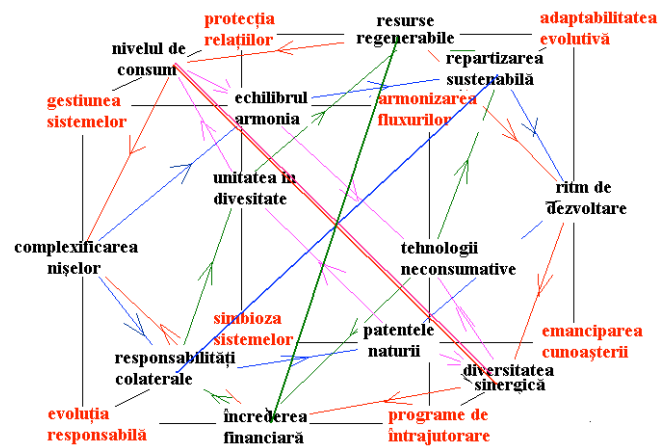 protecția
relațiilor
resurse
regenerabile
adaptabilitatea
evolutivă
nivelul de
consum
repartizarea
sustenabilă
gestiunea
sistemelor
echilibrul
armonia
armonizarea
fluxurilor
unitatea în
divesitate
ritm de
dezvoltare
complexificarea
nișelor
tehnologii
neconsumative
simbioza
sistemelor
patentele
naturii
emanciparea
cunoașterii
responsabilități
colaterale
diversitatea
sinergică
evoluția
responsabilă
încrederea
financiară
programe de
întrajutorare